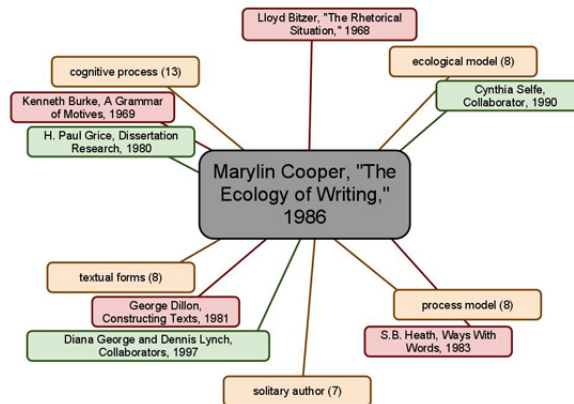 Lloyd Bitzer, "The Rhetorical
Situation," 1968
cognitive process (13)
ecological model (8)
Kenneth Burke, A Grammar
of Motives, 1969
Cynthia Selfe,
Collaborator, 1990
H. Paul Grice, Dissertation
Research, 1980
Marylin Cooper, "The
Ecology of Writing,"
1986
textual forms (8)
George Dillon,
Constructing Texts, 1981
process model (8)
Diana George and Dennis Lynch,
Collaborators, 1997
S.B. Heath, Ways With
Words, 1983
solitary author (7)